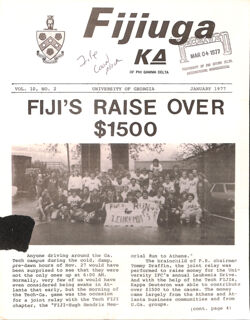 Fijiuga
KΔ
OF PHI GAMMA DELTA
File
MAR 04 1977
VOL. 10, NO. 2
UNIVERSITY OF GEORGIA
JANUARY 1977
FIJI'S RAISE OVER
$1500
LEUKEMIA
Anyone driving around the Ga.
Tech campus during the cold, damp,
pre-dawn hours of Nov. 27 would have
been surprised to see that they were
not the only ones up at 6:00 AM.
Normally, very few of us would have
even considered being awake in At-
lanta that early, but the morning of
the Tech-Ga. game was the occasion
for a joint relay with the Tech FIJI
chapter, the "FIJI-Hugh Hendrix Mem-
orial Run to Athens."
The brainchild of P.E. chairman
Tommy Draffin, the joint relay was
performed to raise money for the Uni-
versity IFC's annual Leukemia Drive.
And with the help of the Tech FIJIS,
Kappa Deuteron was able to contribute
over $1500 to the cause. The money
came largely from the Athens and At-
lanta business communities and from
U.Ga. groups.
(cont. page 4)